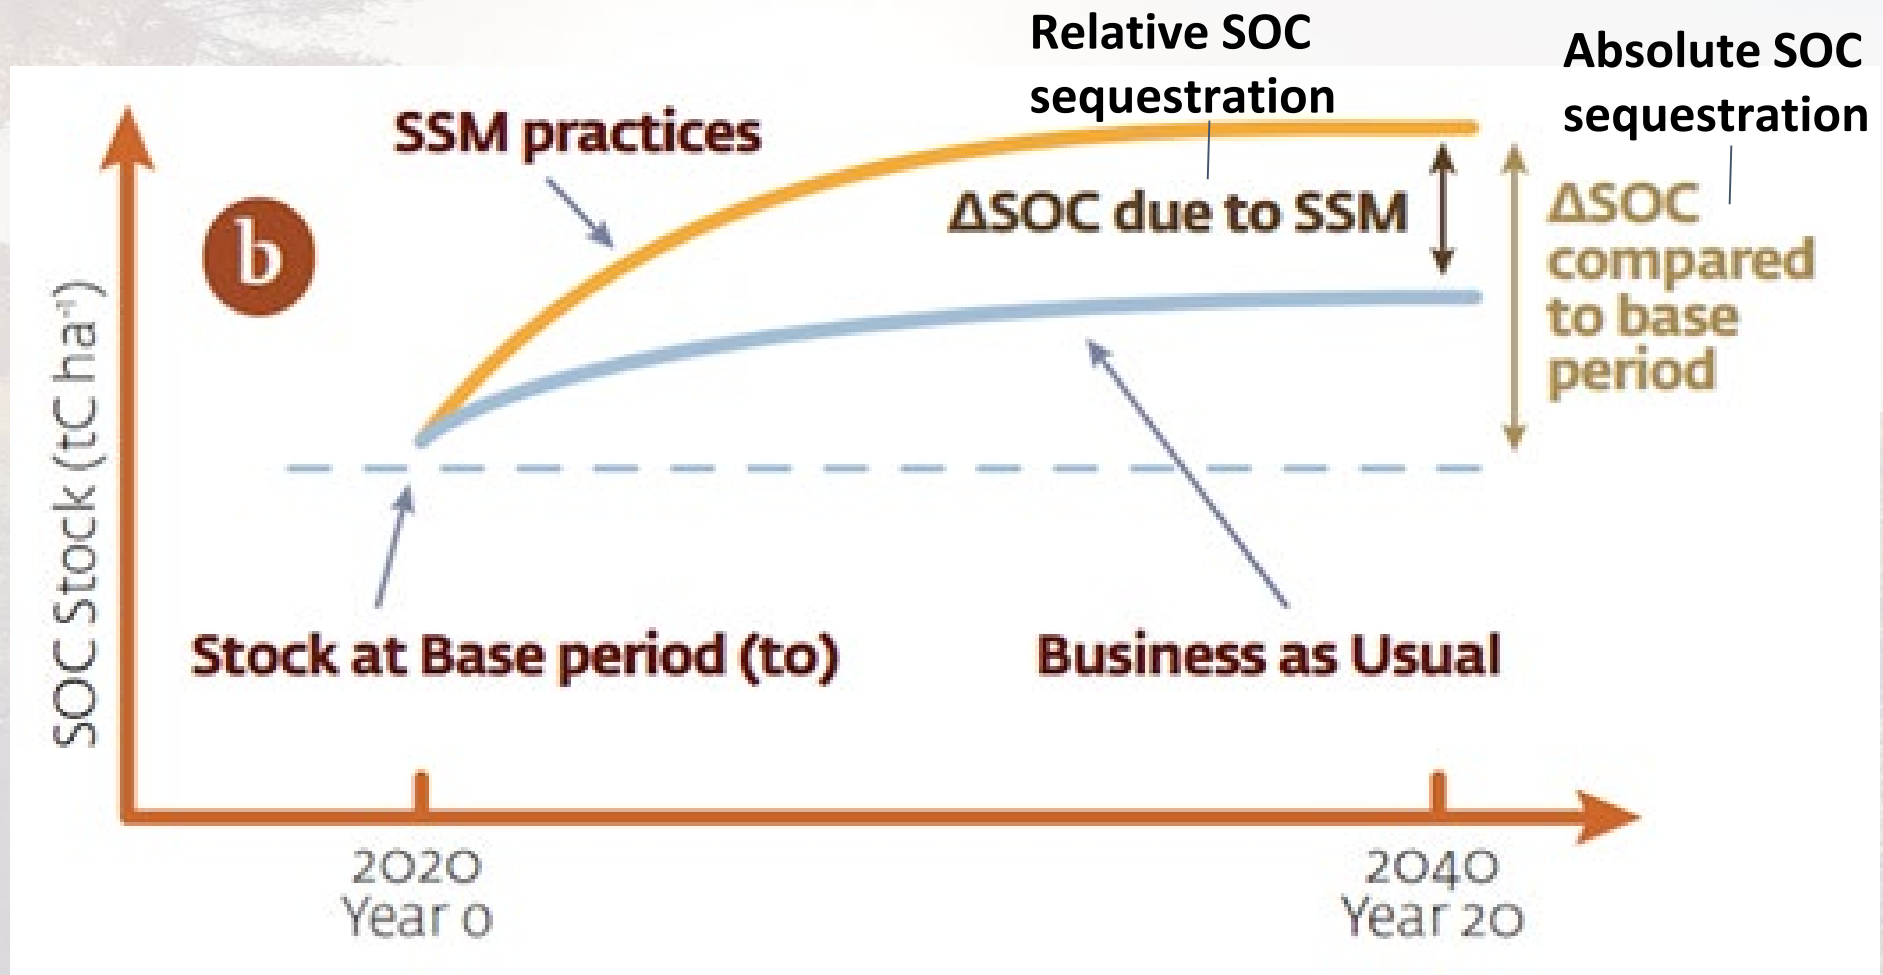 Relative SOC
sequestration
Absolute SOC
sequestration
SSM practices
b
ΔSOC due to SSM
ΔSOC
compared
to base
period
SOC Stock (tC ha⁻¹)
Stock at Base period (to)
Business as Usual
2020
Year 0
2040
Year 20